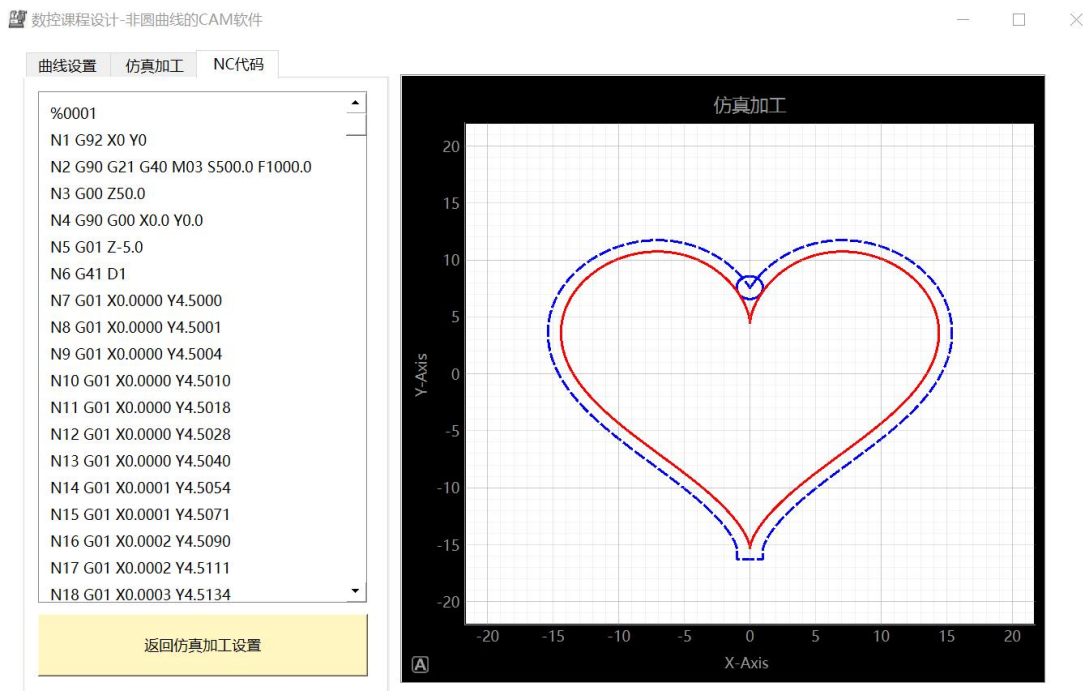 数控课程设计-非圆曲线的CAM软件
曲线设置 仿真加工 NC代码
%0001
N1 G92 X0 Y0
N2 G90 G21 G40 M03 S500.0 F1000.0
N3 G00 Z50.0
N4 G90 G00 X0.0 Y0.0
N5 G01 Z-5.0
N6 G41 D1
N7 G01 X0.0000 Y4.5000
N8 G01 X0.0000 Y4.5001
N9 G01 X0.0000 Y4.5004
N10 G01 X0.0000 Y4.5010
N11 G01 X0.0000 Y4.5018
N12 G01 X0.0000 Y4.5028
N13 G01 X0.0000 Y4.5040
N14 G01 X0.0001 Y4.5054
N15 G01 X0.0001 Y4.5071
N16 G01 X0.0002 Y4.5090
N17 G01 X0.0002 Y4.5111
N18 G01 X0.0003 Y4.5134
返回仿真加工设置
仿真加工
20
15
10
5
0
-5
-10
-15
-20
Y-Axis
-20 -15 -10 -5 0 5 10 15 20
X-Axis
A